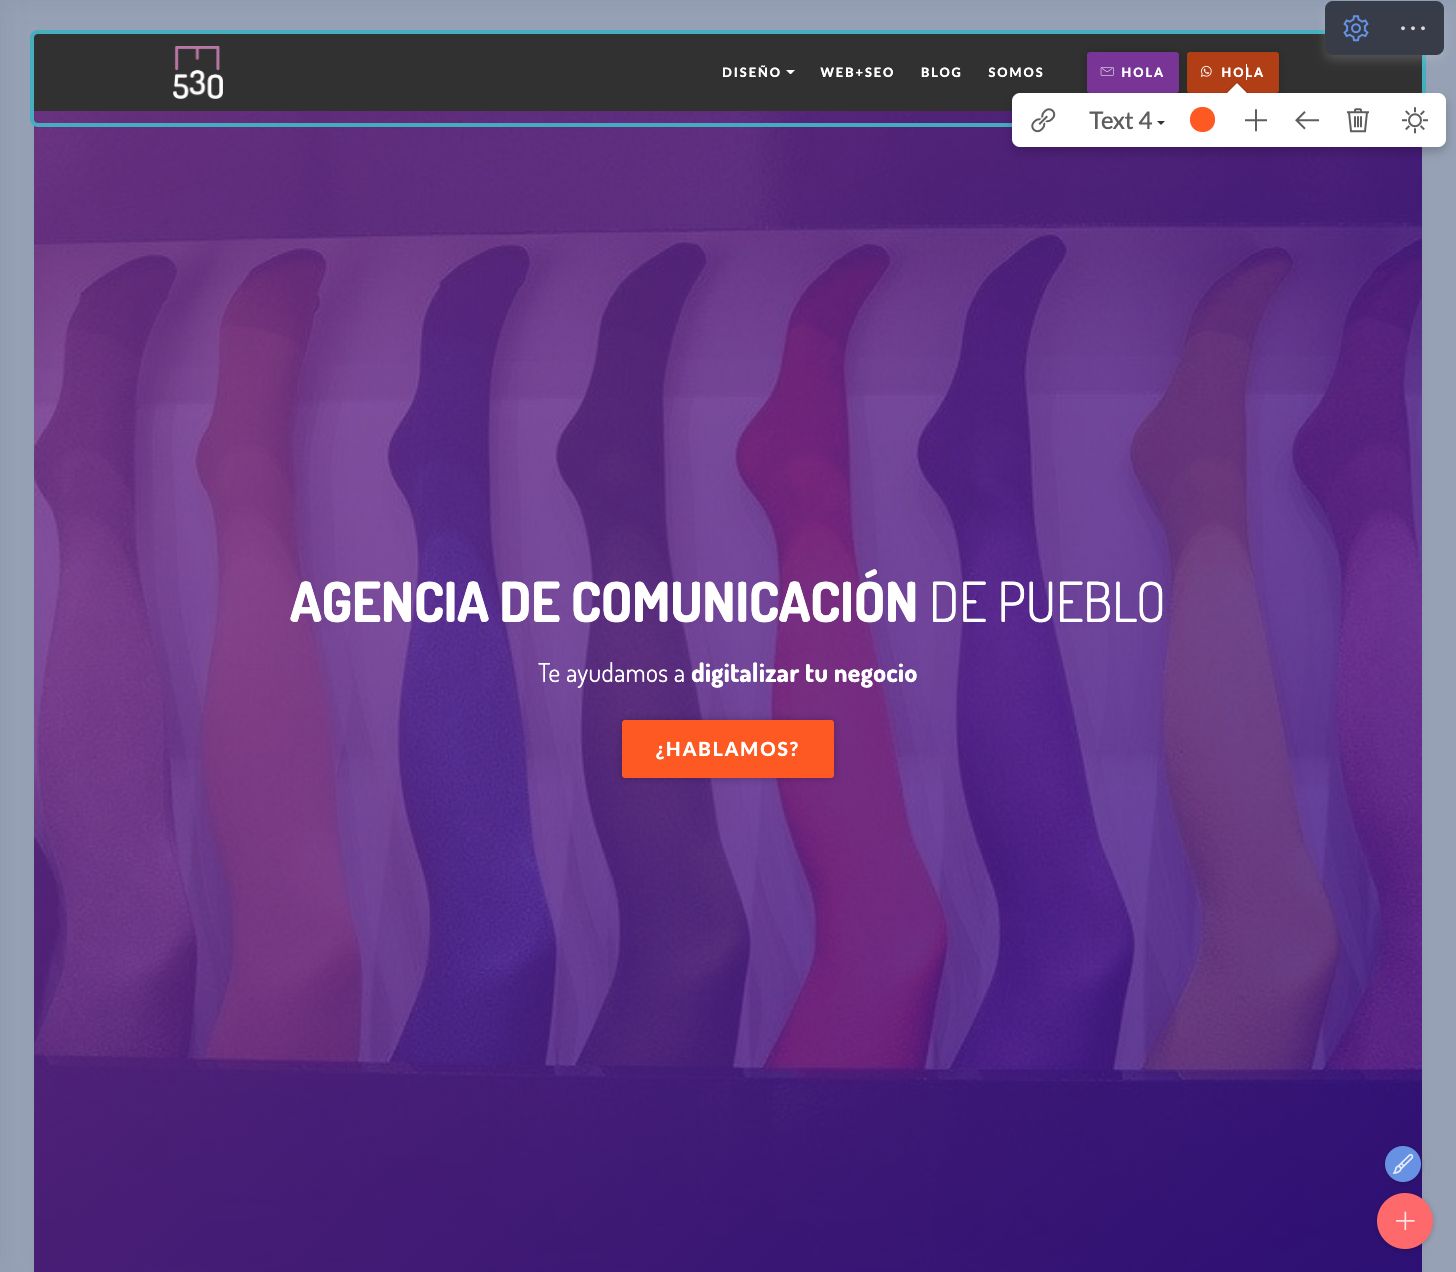 530
DISEÑO
WEB+SEO
BLOG
SOMOS
HOLA
HOLA
Text 4
AGENCIA DE COMUNICACIÓN DE PUEBLO
Te ayudamos a digitalizar tu negocio
¿HABLAMOS?